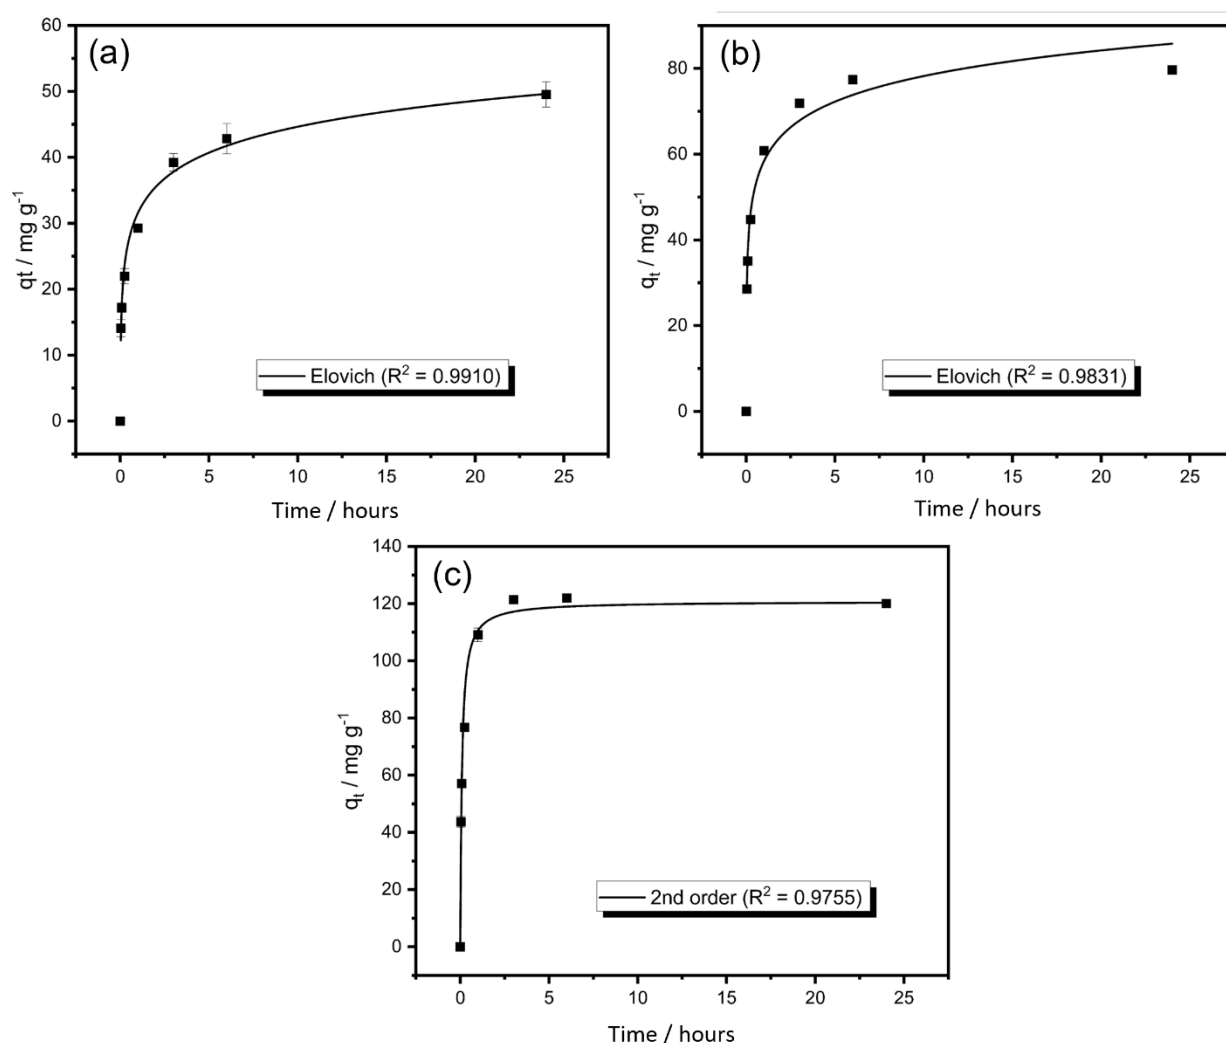 (a)
60
50
40
30
20
10
0
qt / mg g⁻¹
Elovich (R² = 0.9910)
0 5 10 15 20 25
Time / hours
(b)
80
60
40
20
0
qₜ / mg g⁻¹
Elovich (R² = 0.9831)
0 5 10 15 20 25
Time / hours
(c)
140
120
100
80
60
40
20
0
qₜ / mg g⁻¹
2nd order (R² = 0.9755)
0 5 10 15 20 25
Time / hours